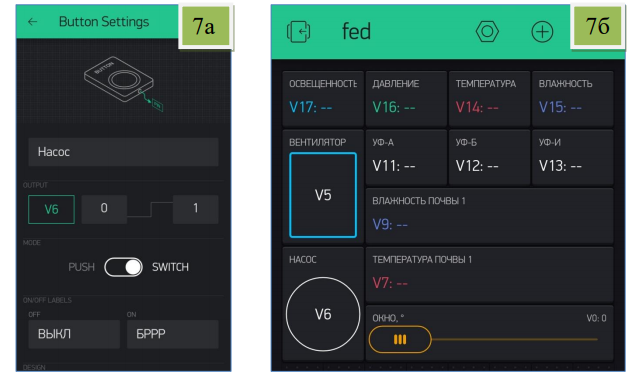 ← Button Settings
7а
BUTTON
PIN
Насос
OUTPUT
V6 0 1
MODE
PUSH SWITCH
ON/OFF LABELS
OFF ON
ВЫКЛ БРРР
DESIGN
fed
7б
ОСВЕЩЕННОСТЬ ДАВЛЕНИЕ ТЕМПЕРАТУРА ВЛАЖНОСТЬ
V17: -- V16: -- V14: -- V15: --
ВЕНТИЛЯТОР УФ-А УФ-Б УФ-И
V11: -- V12: -- V13: --
V5
ВЛАЖНОСТЬ ПОЧВЫ 1
V9: --
НАСОС ТЕМПЕРАТУРА ПОЧВЫ 1
V7: --
V6
ОКНО, ° V0: 0